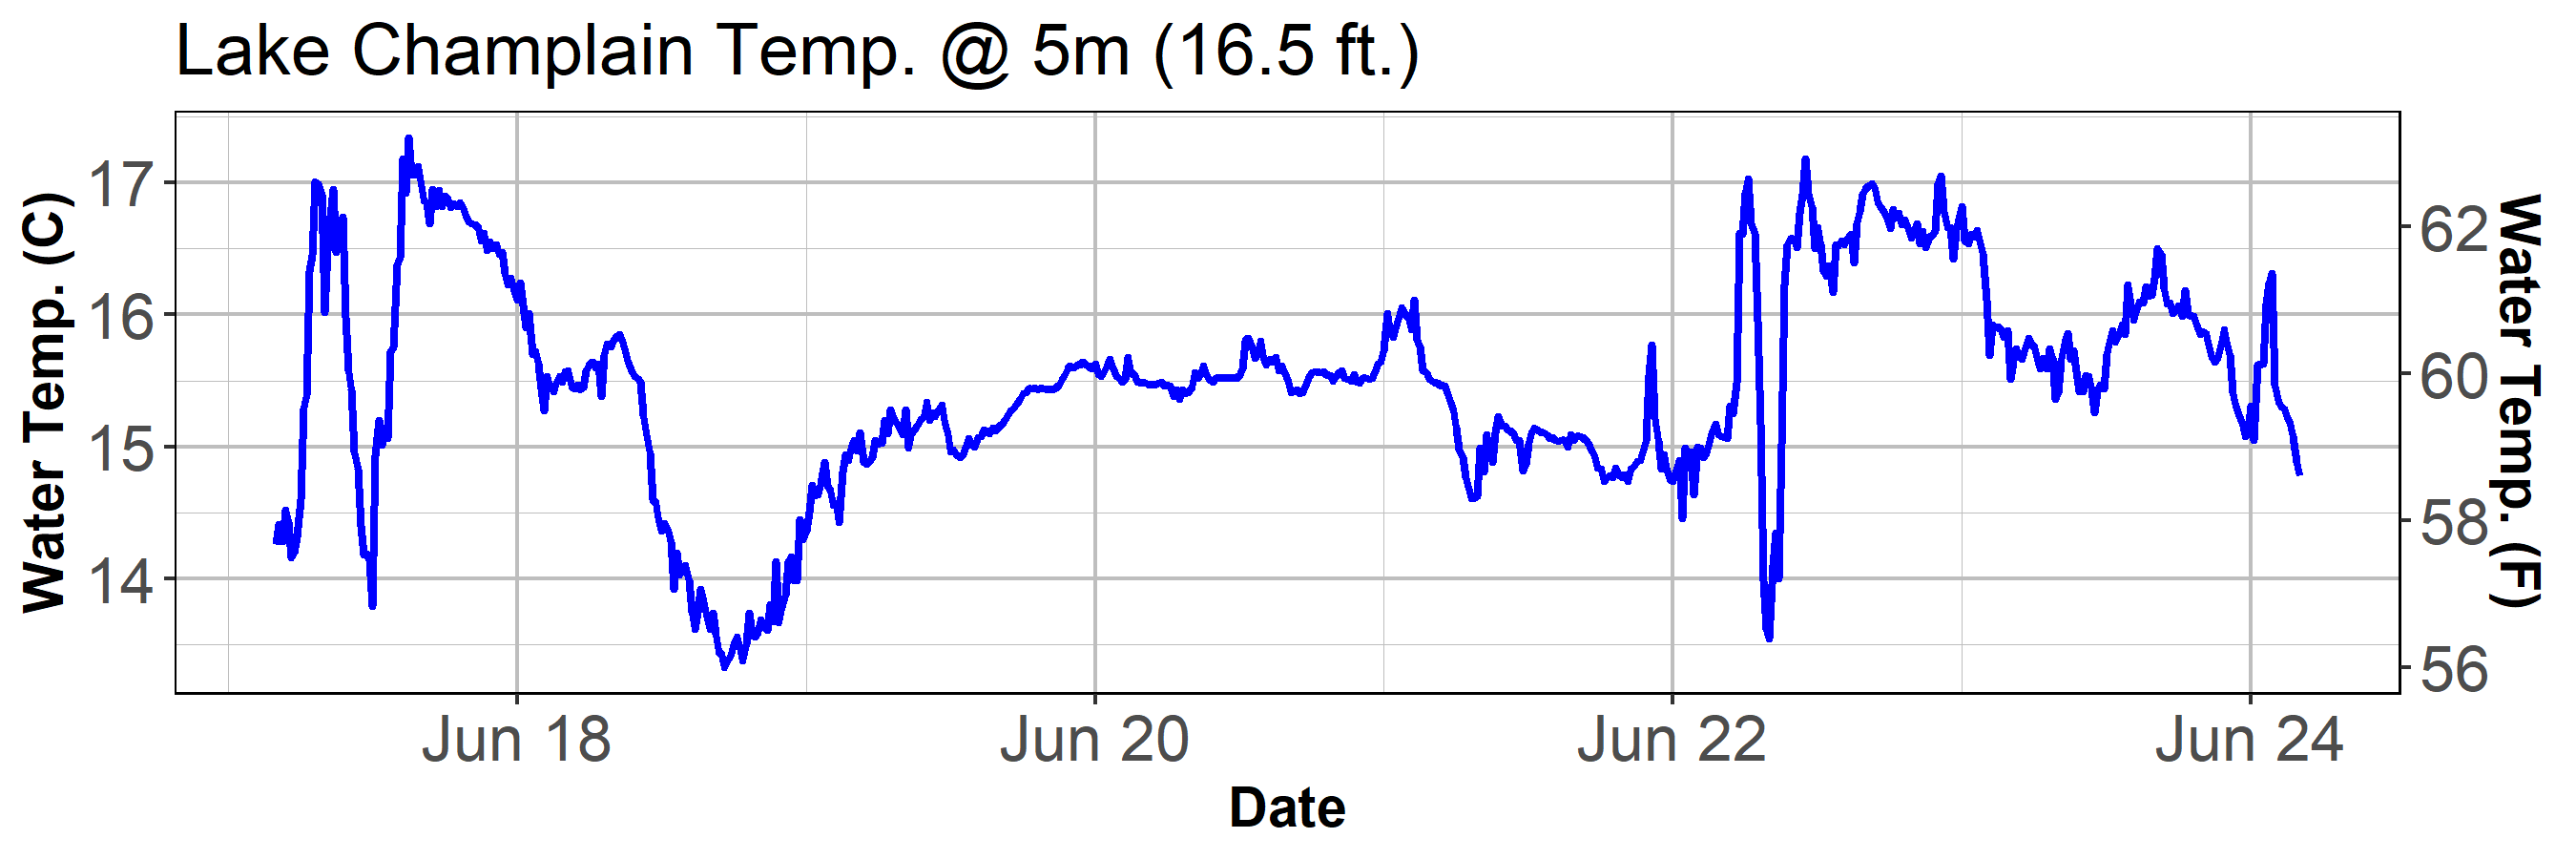 Lake Champlain Temp. @ 5m (16.5 ft.)
Water Temp. (C)
17
16
15
14
62
60
58
56
Water Temp. (F)
Jun 18
Jun 20
Jun 22
Jun 24
Date